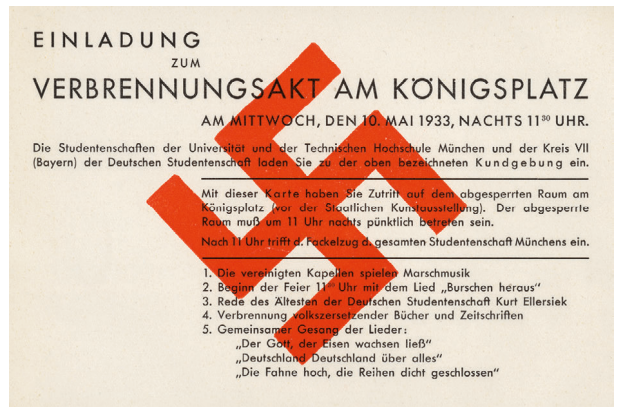 EINLADUNG
ZUM
VERBRENNUNGSAKT AM KÖNIGSPLATZ
AM MITTWOCH, DEN 10. MAI 1933, NACHTS 11³⁰ UHR.
Die Studentenschaften der Universität und der Technischen Hochschule München und der Kreis VII
(Bayern) der Deutschen Studentenschaft laden Sie zu der oben bezeichneten Kundgebung ein.
Mit dieser Karte haben Sie Zutritt auf dem abgesperrten Raum am
Königsplatz (vor der Staatlichen Kunstausstellung). Der abgesperrte
Raum muß um 11 Uhr nachts pünktlich betreten sein.
Nach 11 Uhr trifft d. Fackelzug d. gesamten Studentenschaft Münchens ein.
1. Die vereinigten Kapellen spielen Marschmusik
2. Beginn der Feier 11³⁰ Uhr mit dem Lied „Burschen heraus"
3. Rede des Ältesten der Deutschen Studentenschaft Kurt Ellersiek
4. Verbrennung volkszersetzender Bücher und Zeitschriften
5. Gemeinsamer Gesang der Lieder:
„Der Gott, der Eisen wachsen ließ"
„Deutschland Deutschland über alles"
„Die Fahne hoch, die Reihen dicht geschlossen"